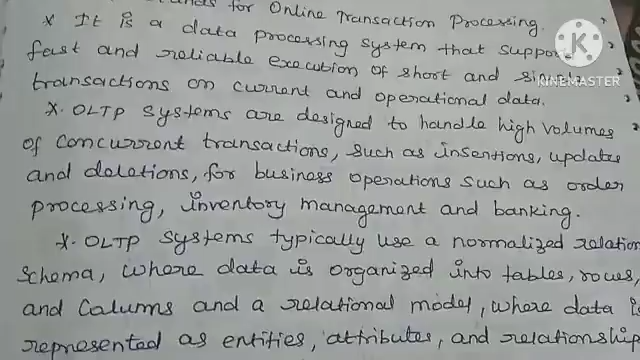 for Online Transaction Processing.
* It is a data processing system that
fast and reliable execution of short and
transactions on current and operational data.
*. OLTP systems are designed to handle high volumes
of concurrent transactions, such as insertions, updates
and deletions, for business operations such as order
processing, inventory management and banking.
*. OLTP systems typically use a normalized relation
schema, where data is organized into tables, rows,
and Calumns and a relational model, where data is
represented as entities, attributes, and relationship
K
KINEMASTER